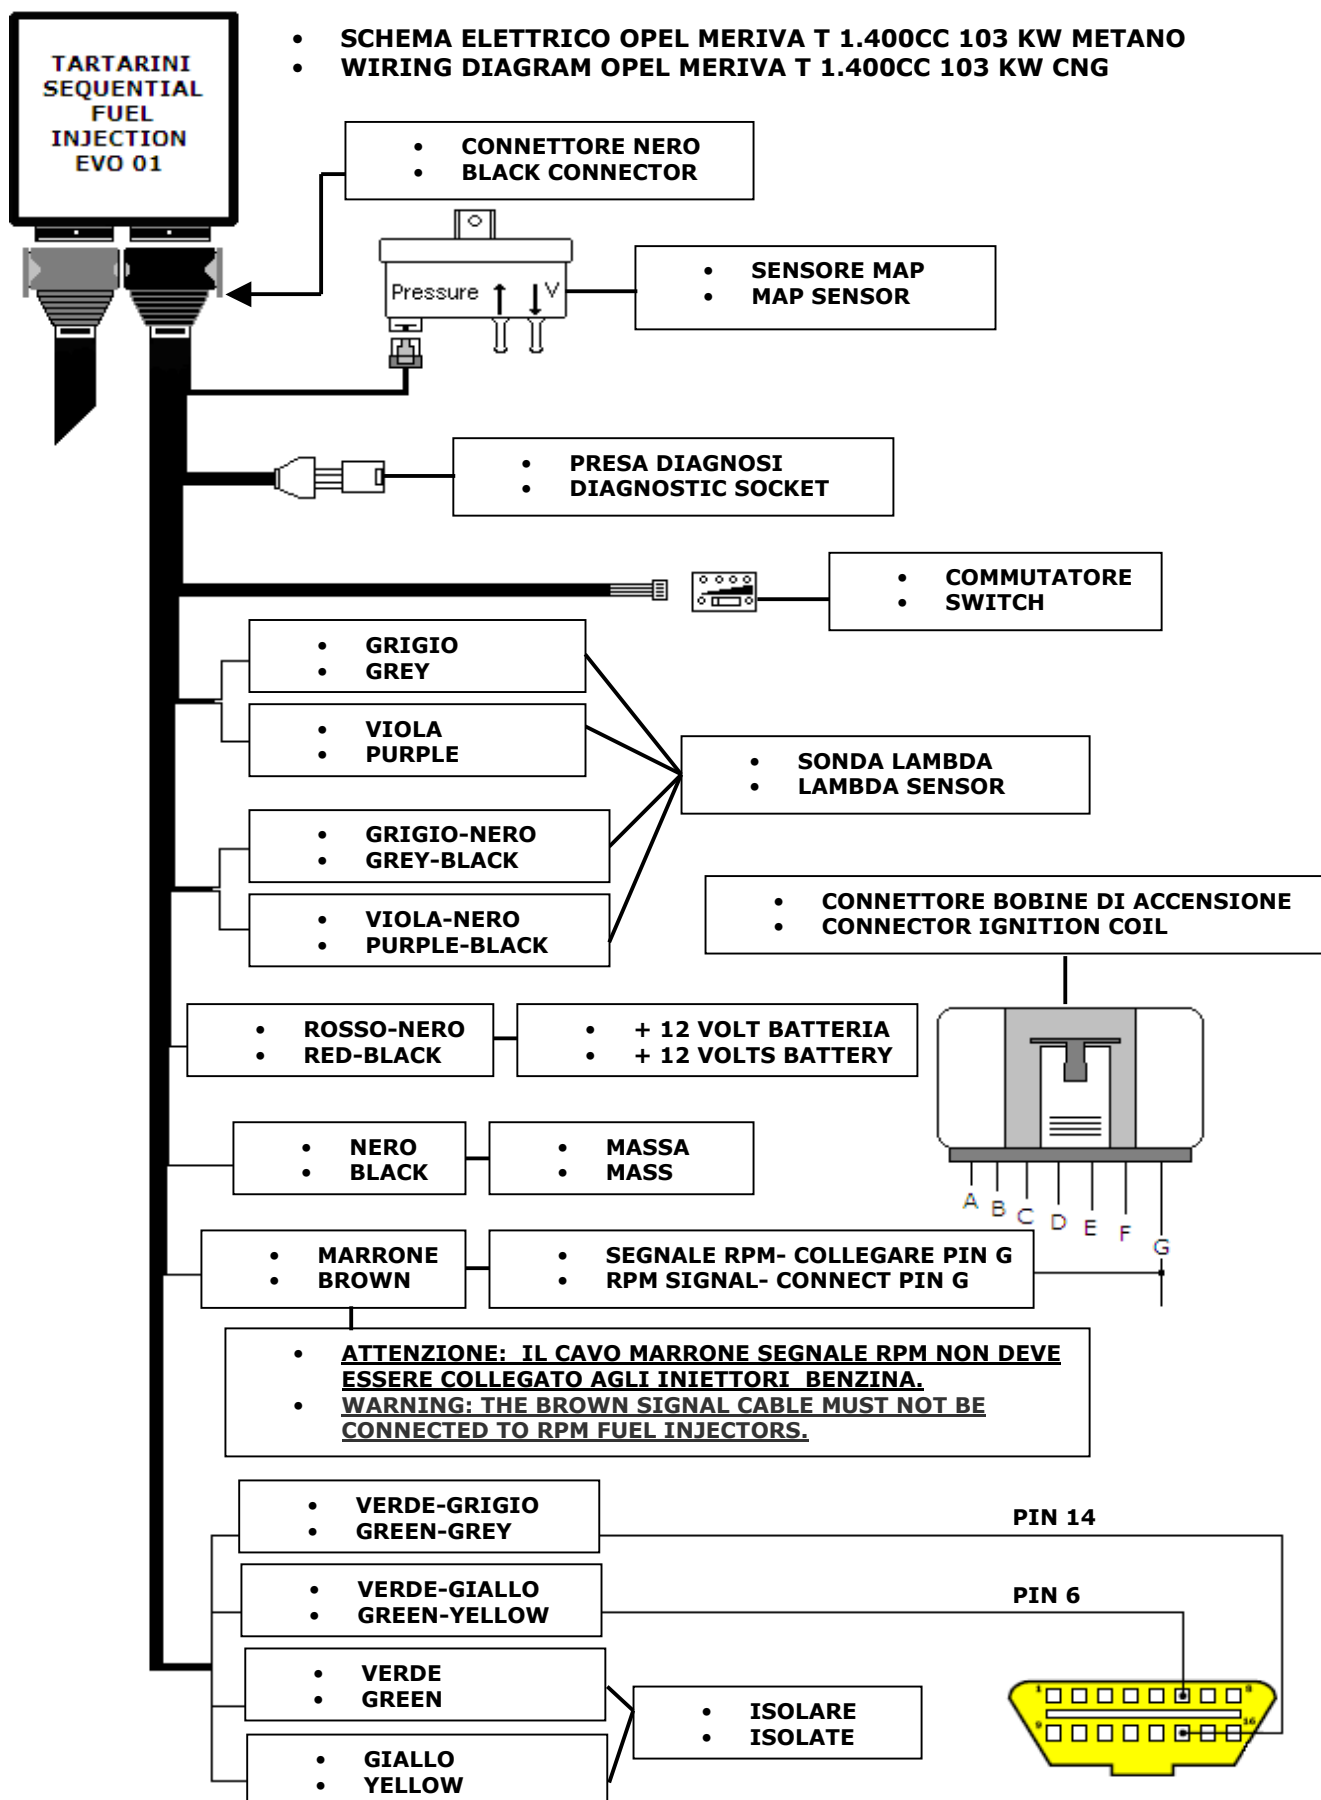 • SCHEMA ELETTRICO OPEL MERIVA T 1.400CC 103 KW METANO
• WIRING DIAGRAM OPEL MERIVA T 1.400CC 103 KW CNG
TARTARINI
SEQUENTIAL
FUEL
INJECTION
EVO 01
• CONNETTORE NERO
• BLACK CONNECTOR
Pressure
V
• SENSORE MAP
• MAP SENSOR
• PRESA DIAGNOSI
• DIAGNOSTIC SOCKET
• COMMUTATORE
• SWITCH
• GRIGIO
• GREY
• VIOLA
• PURPLE
• SONDA LAMBDA
• LAMBDA SENSOR
• GRIGIO-NERO
• GREY-BLACK
• VIOLA-NERO
• PURPLE-BLACK
• CONNETTORE BOBINE DI ACCENSIONE
• CONNECTOR IGNITION COIL
• ROSSO-NERO
• RED-BLACK
• + 12 VOLT BATTERIA
• + 12 VOLTS BATTERY
• NERO
• BLACK
• MASSA
• MASS
A B C D E F G
• MARRONE
• BROWN
• SEGNALE RPM- COLLEGARE PIN G
• RPM SIGNAL- CONNECT PIN G
• ATTENZIONE: IL CAVO MARRONE SEGNALE RPM NON DEVE
ESSERE COLLEGATO AGLI INIETTORI BENZINA.
• WARNING: THE BROWN SIGNAL CABLE MUST NOT BE
CONNECTED TO RPM FUEL INJECTORS.
• VERDE-GRIGIO
• GREEN-GREY
PIN 14
• VERDE-GIALLO
• GREEN-YELLOW
PIN 6
• VERDE
• GREEN
• ISOLARE
• ISOLATE
1 8
9 16
• GIALLO
• YELLOW